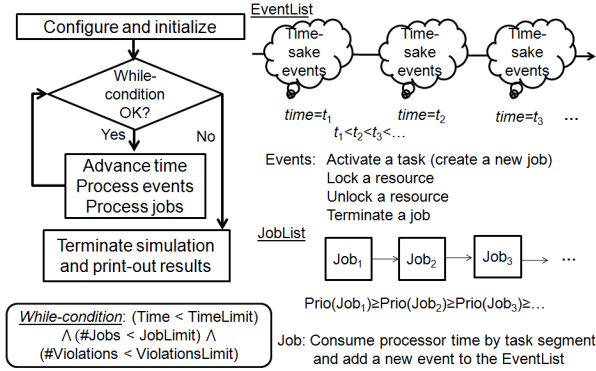 Configure and initialize
While-
condition
OK?
Yes
No
Advance time
Process events
Process jobs
Terminate simulation
and print-out results
While-condition: (Time < TimeLimit)
⋀ (#Jobs < JobLimit) ⋀
(#Violations < ViolationsLimit)
EventList
Time-
sake
events
Time-
sake
events
Time-
sake
events
time=t1
time=t2
time=t3
...
t1<t2<t3<...
Events: Activate a task (create a new job)
Lock a resource
Unlock a resource
Terminate a job
JobList
Job1
Job2
Job3
...
Prio(Job1)≥Prio(Job2)≥Prio(Job3)≥...
Job: Consume processor time by task segment
and add a new event to the EventList